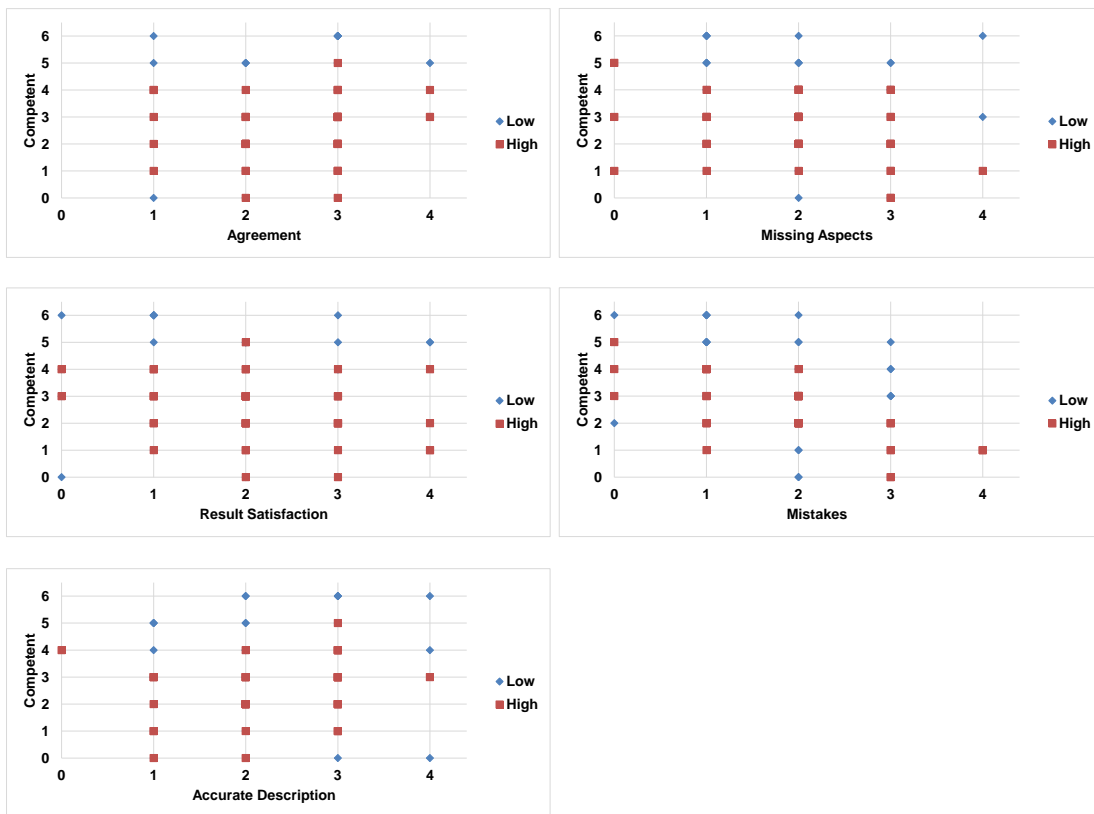 6
5
4
3
2
1
0
Competent
0 1 2 3 4
Agreement
Low
High
6
5
4
3
2
1
0
Competent
0 1 2 3 4
Missing Aspects
Low
High
6
5
4
3
2
1
0
Competent
0 1 2 3 4
Result Satisfaction
Low
High
6
5
4
3
2
1
0
Competent
0 1 2 3 4
Mistakes
Low
High
6
5
4
3
2
1
0
Competent
0 1 2 3 4
Accurate Description
Low
High